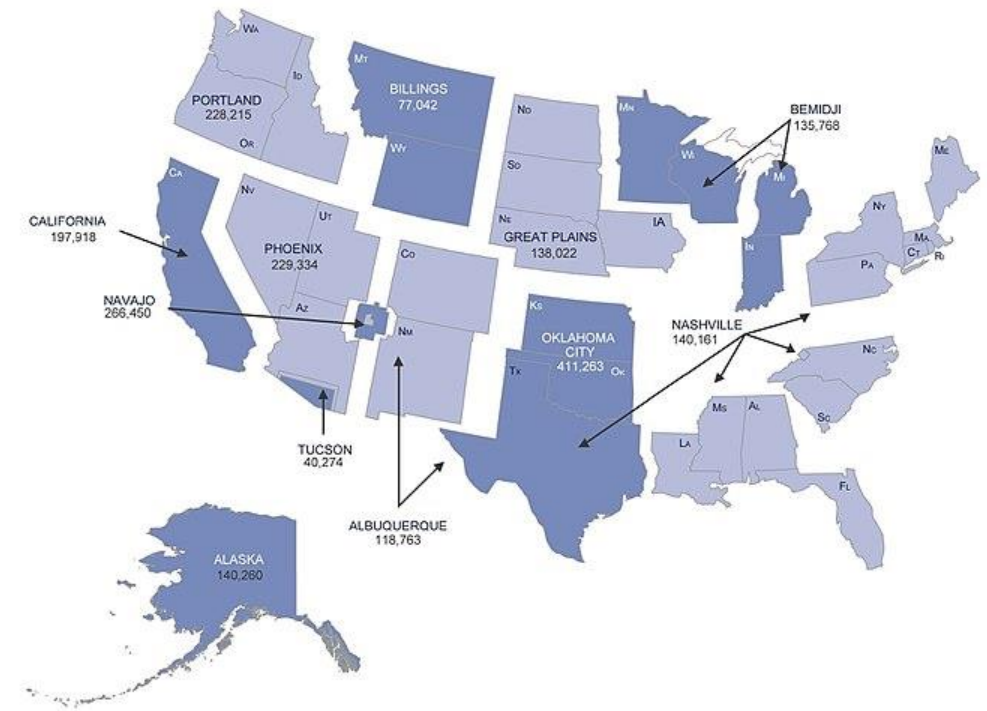 WA
ID
PORTLAND
228,215
OR
MT
BILLINGS
77,042
WY
ND
SD
NE
GREAT PLAINS
138,022
IA
MN
WI
BEMIDJI
135,768
MI
IN
ME
NY
MA
CT
RI
PA
CA
CALIFORNIA
197,918
NV
UT
PHOENIX
229,334
AZ
NAVAJO
266,450
CO
NM
KS
OKLAHOMA
CITY
411,263
OK
TX
NASHVILLE
140,161
NC
SC
MS
AL
LA
FL
TUCSON
40,274
ALBUQUERQUE
118,763
ALASKA
140,260